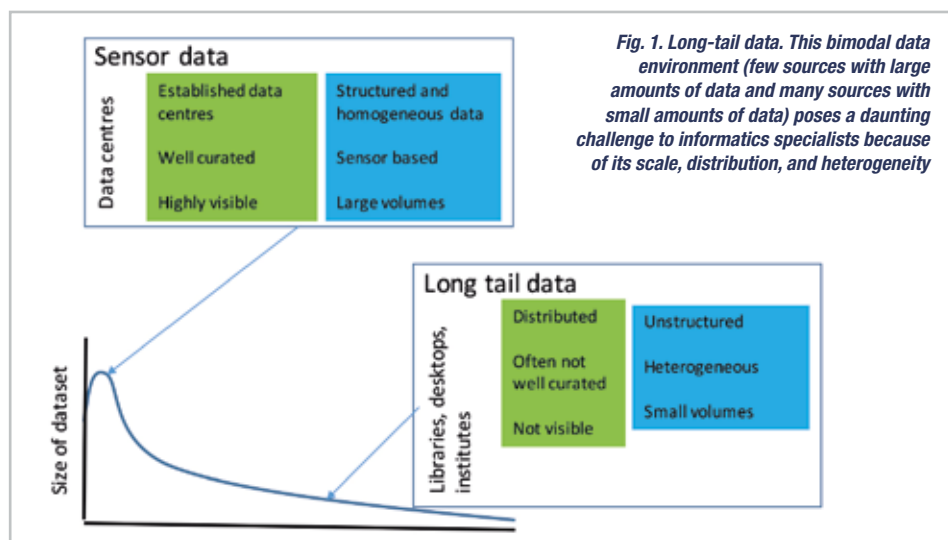 Fig. 1. Long-tail data. This bimodal data
environment (few sources with large
amounts of data and many sources with
small amounts of data) poses a daunting
challenge to informatics specialists because
of its scale, distribution, and heterogeneity
Sensor data
Data centres
Established data
centres
Well curated
Highly visible
Structured and
homogeneous data
Sensor based
Large volumes
Long tail data
Libraries, desktops,
institutes
Distributed
Often not
well curated
Not visible
Unstructured
Heterogeneous
Small volumes
Size of dataset